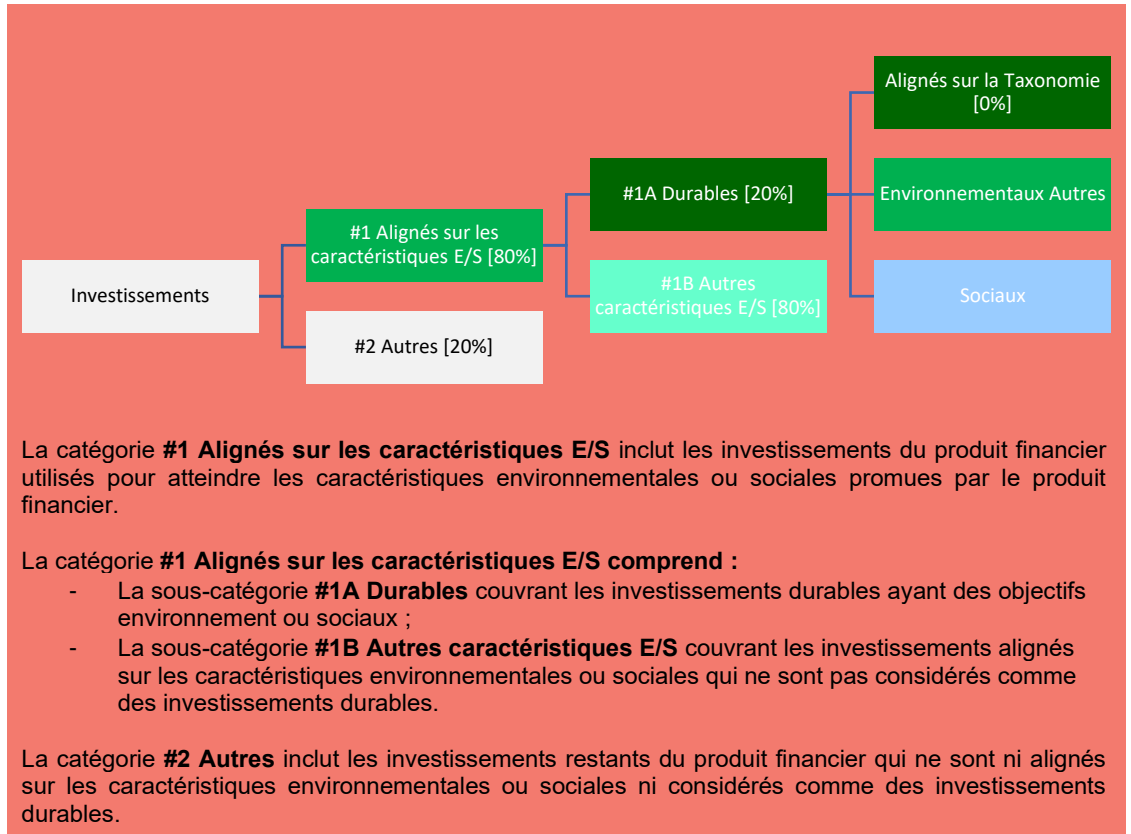 Alignés sur la Taxonomie
[0%]
#1A Durables [20%]
Environnementaux Autres
#1 Alignés sur les
caractéristiques E/S [80%]
Investissements
#1B Autres
caractéristiques E/S [80%]
Sociaux
#2 Autres [20%]
La catégorie #1 Alignés sur les caractéristiques E/S inclut les investissements du produit financier
utilisés pour atteindre les caractéristiques environnementales ou sociales promues par le produit
financier.
La catégorie #1 Alignés sur les caractéristiques E/S comprend :
- La sous-catégorie #1A Durables couvrant les investissements durables ayant des objectifs
environnement ou sociaux ;
- La sous-catégorie #1B Autres caractéristiques E/S couvrant les investissements alignés
sur les caractéristiques environnementales ou sociales qui ne sont pas considérés comme
des investissements durables.
La catégorie #2 Autres inclut les investissements restants du produit financier qui ne sont ni alignés
sur les caractéristiques environnementales ou sociales ni considérés comme des investissements
durables.